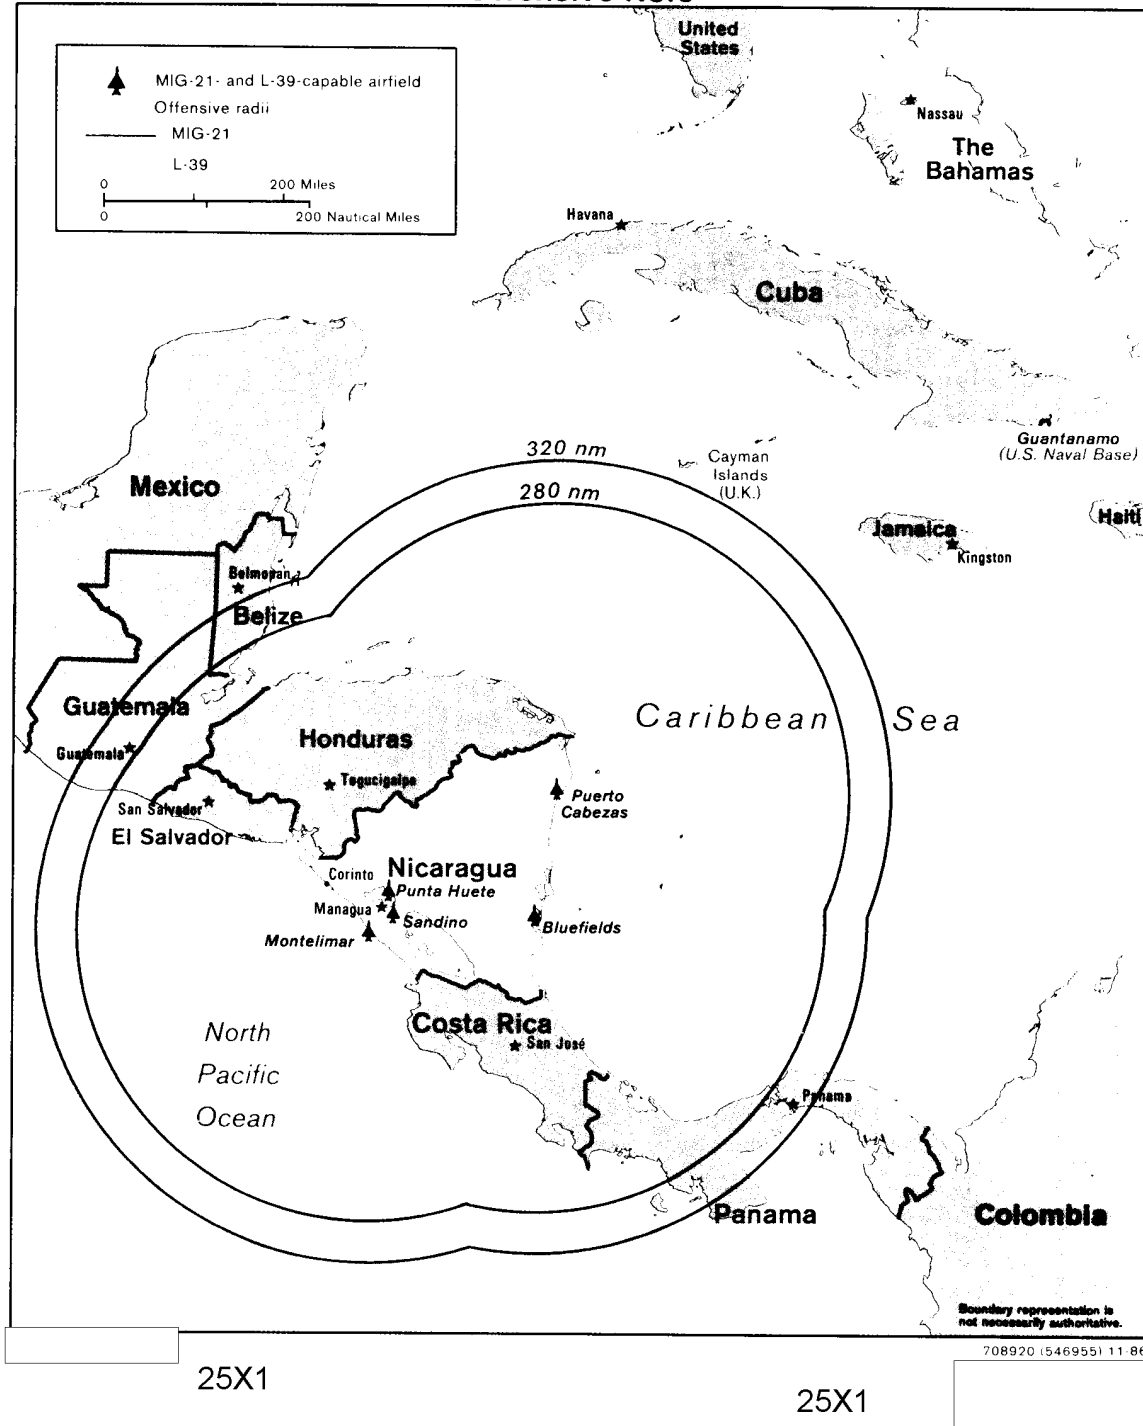 United
States
MIG-21- and L-39-capable airfield
Offensive radii
MIG-21
L-39
0 200 Miles
0 200 Nautical Miles
Nassau
The
Bahamas
Havana
Cuba
Guantanamo
(U.S. Naval Base)
320 nm
Cayman
Islands
(U.K.)
280 nm
Mexico
Jamaica
Kingston
Haiti
Belmopan
Belize
Guatemala
Guatemala
Honduras
Caribbean Sea
Tegucigalpa
San Salvador
El Salvador
Puerto
Cabezas
Nicaragua
Corinto
Punta Huete
Managua
Sandino
Bluefields
Montelimar
Costa Rica
San José
North
Pacific
Ocean
Panama
Panama
Colombia
Boundary representation is
not necessarily authoritative.
708920 (546955) 11-86
25X1
25X1